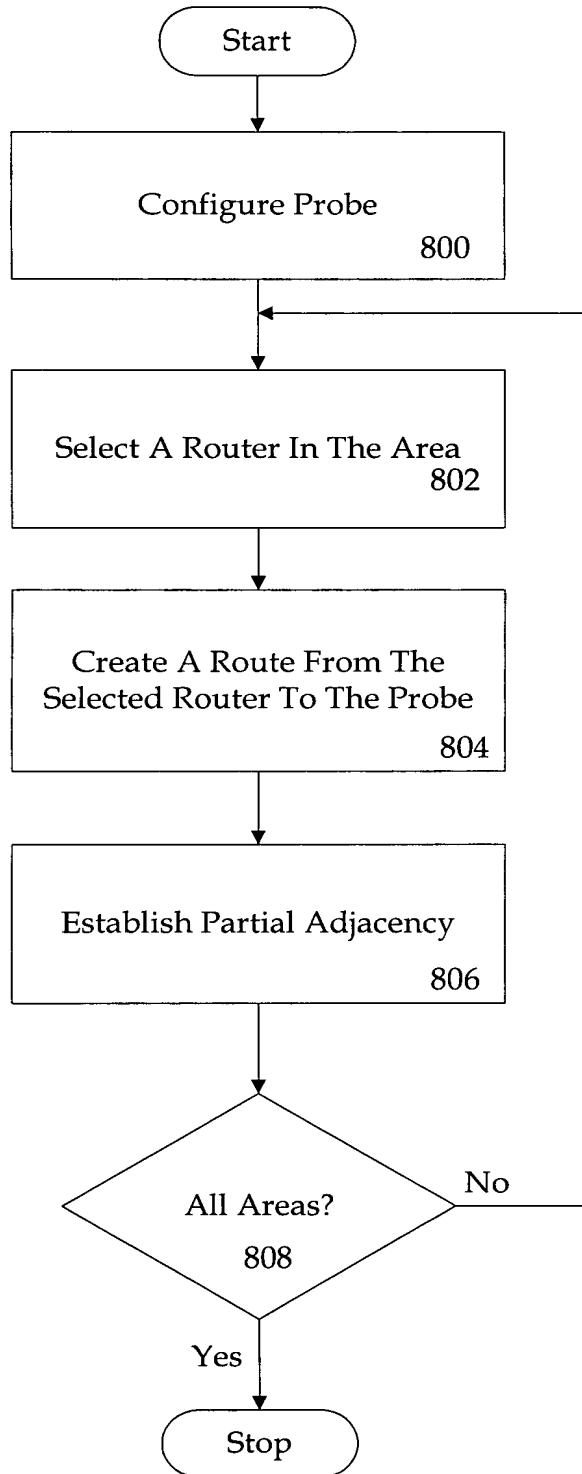 Start
Configure Probe
800
Select A Router In The Area
802
Create A Route From The
Selected Router To The Probe
804
Establish Partial Adjacency
806
All Areas?
808
No
Yes
Stop